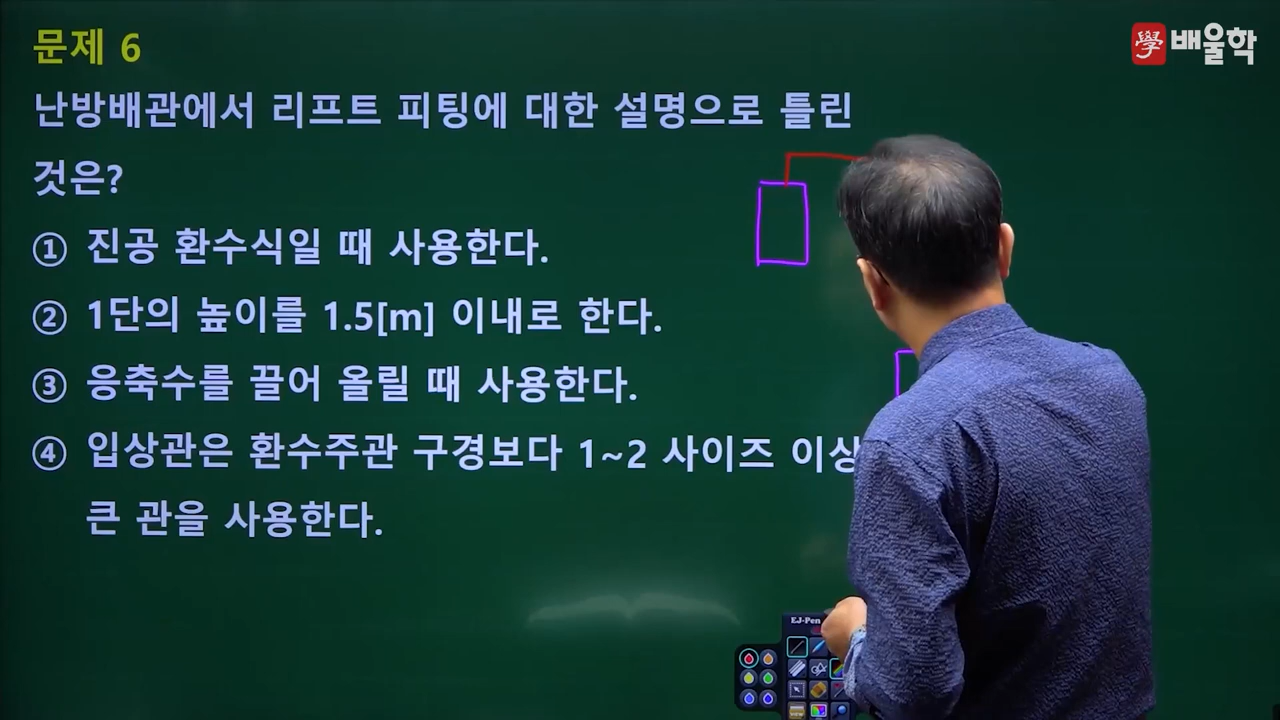 문제 6
學 배울학
난방배관에서 리프트 피팅에 대한 설명으로 틀린
것은?
① 진공 환수식일 때 사용한다.
② 1단의 높이를 1.5[m] 이내로 한다.
③ 응축수를 끌어 올릴 때 사용한다.
④ 입상관은 환수주관 구경보다 1~2 사이즈 이상
큰 관을 사용한다.
EJ-Pen